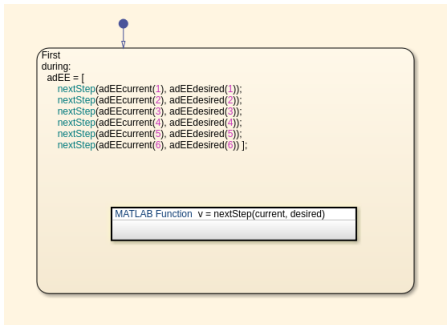 First
during:
adEE = [
nextStep(adEEcurrent(1), adEEdesired(1));
nextStep(adEEcurrent(2), adEEdesired(2));
nextStep(adEEcurrent(3), adEEdesired(3));
nextStep(adEEcurrent(4), adEEdesired(4));
nextStep(adEEcurrent(5), adEEdesired(5));
nextStep(adEEcurrent(6), adEEdesired(6)) ];
MATLAB Function v = nextStep(current, desired)